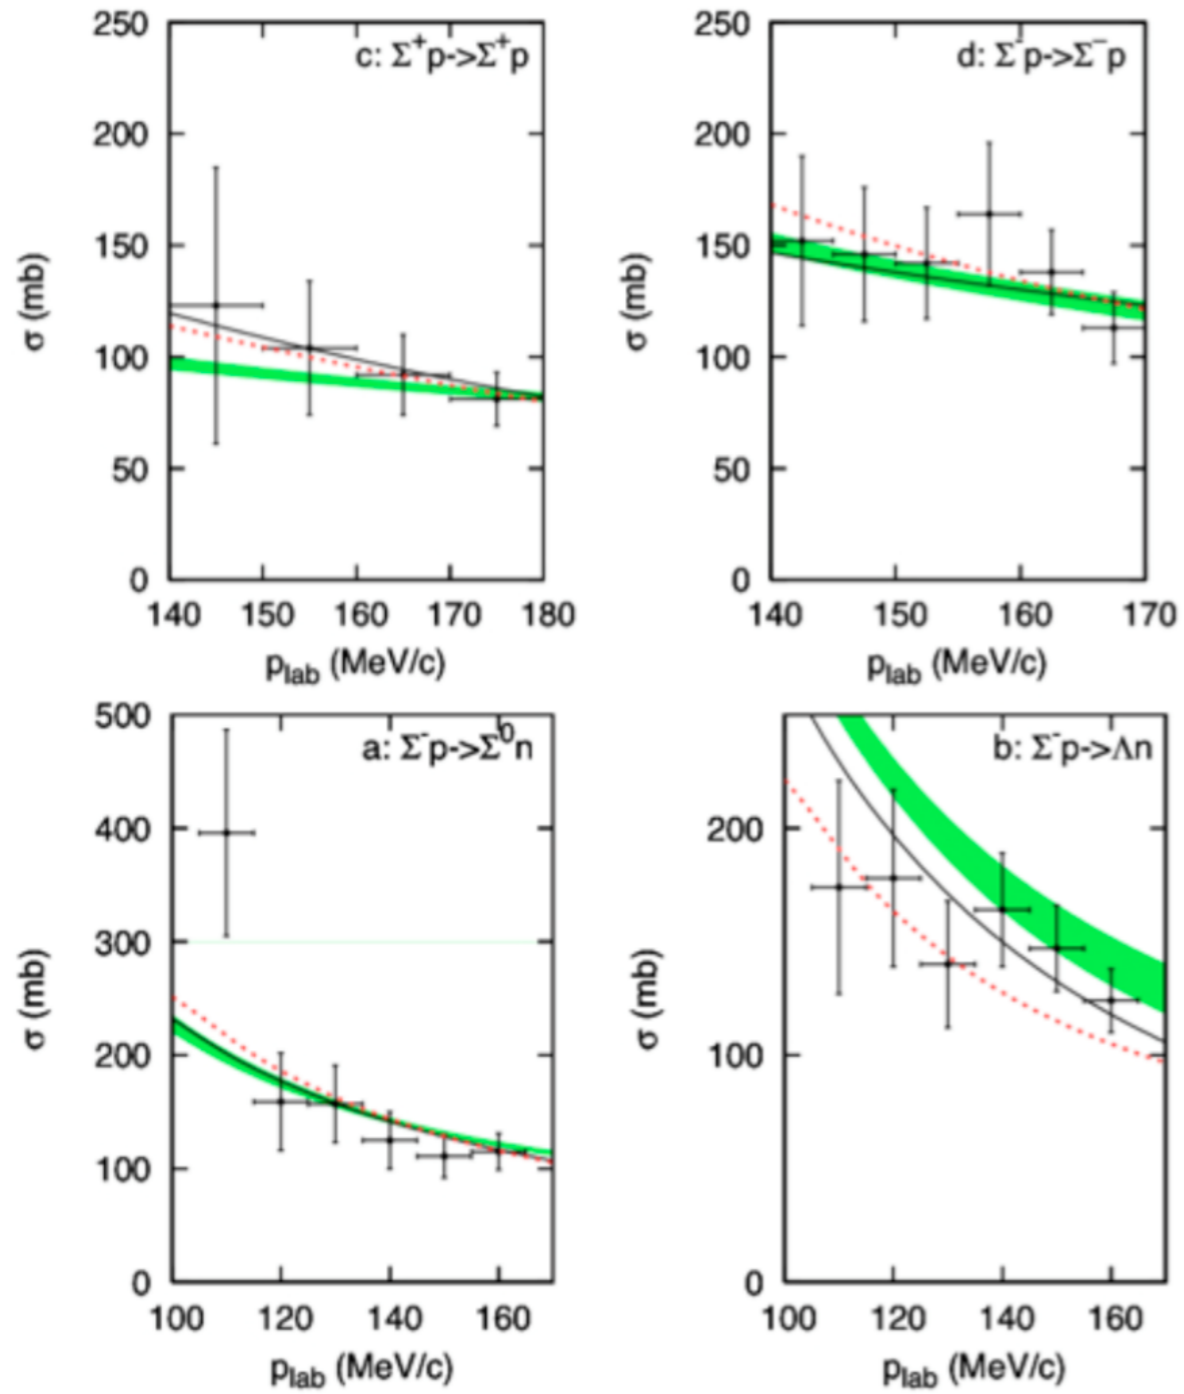 c: Σ⁺p->Σ⁺p
250
200
150
100
50
0
σ (mb)
140 150 160 170 180
p_lab (MeV/c)
d: Σ⁻p->Σ⁻p
250
200
150
100
50
0
σ (mb)
140 150 160 170
p_lab (MeV/c)
a: Σ⁻p->Σ⁰n
500
400
300
200
100
0
σ (mb)
100 120 140 160
p_lab (MeV/c)
b: Σ⁻p->Λn
200
100
0
σ (mb)
100 120 140 160
p_lab (MeV/c)